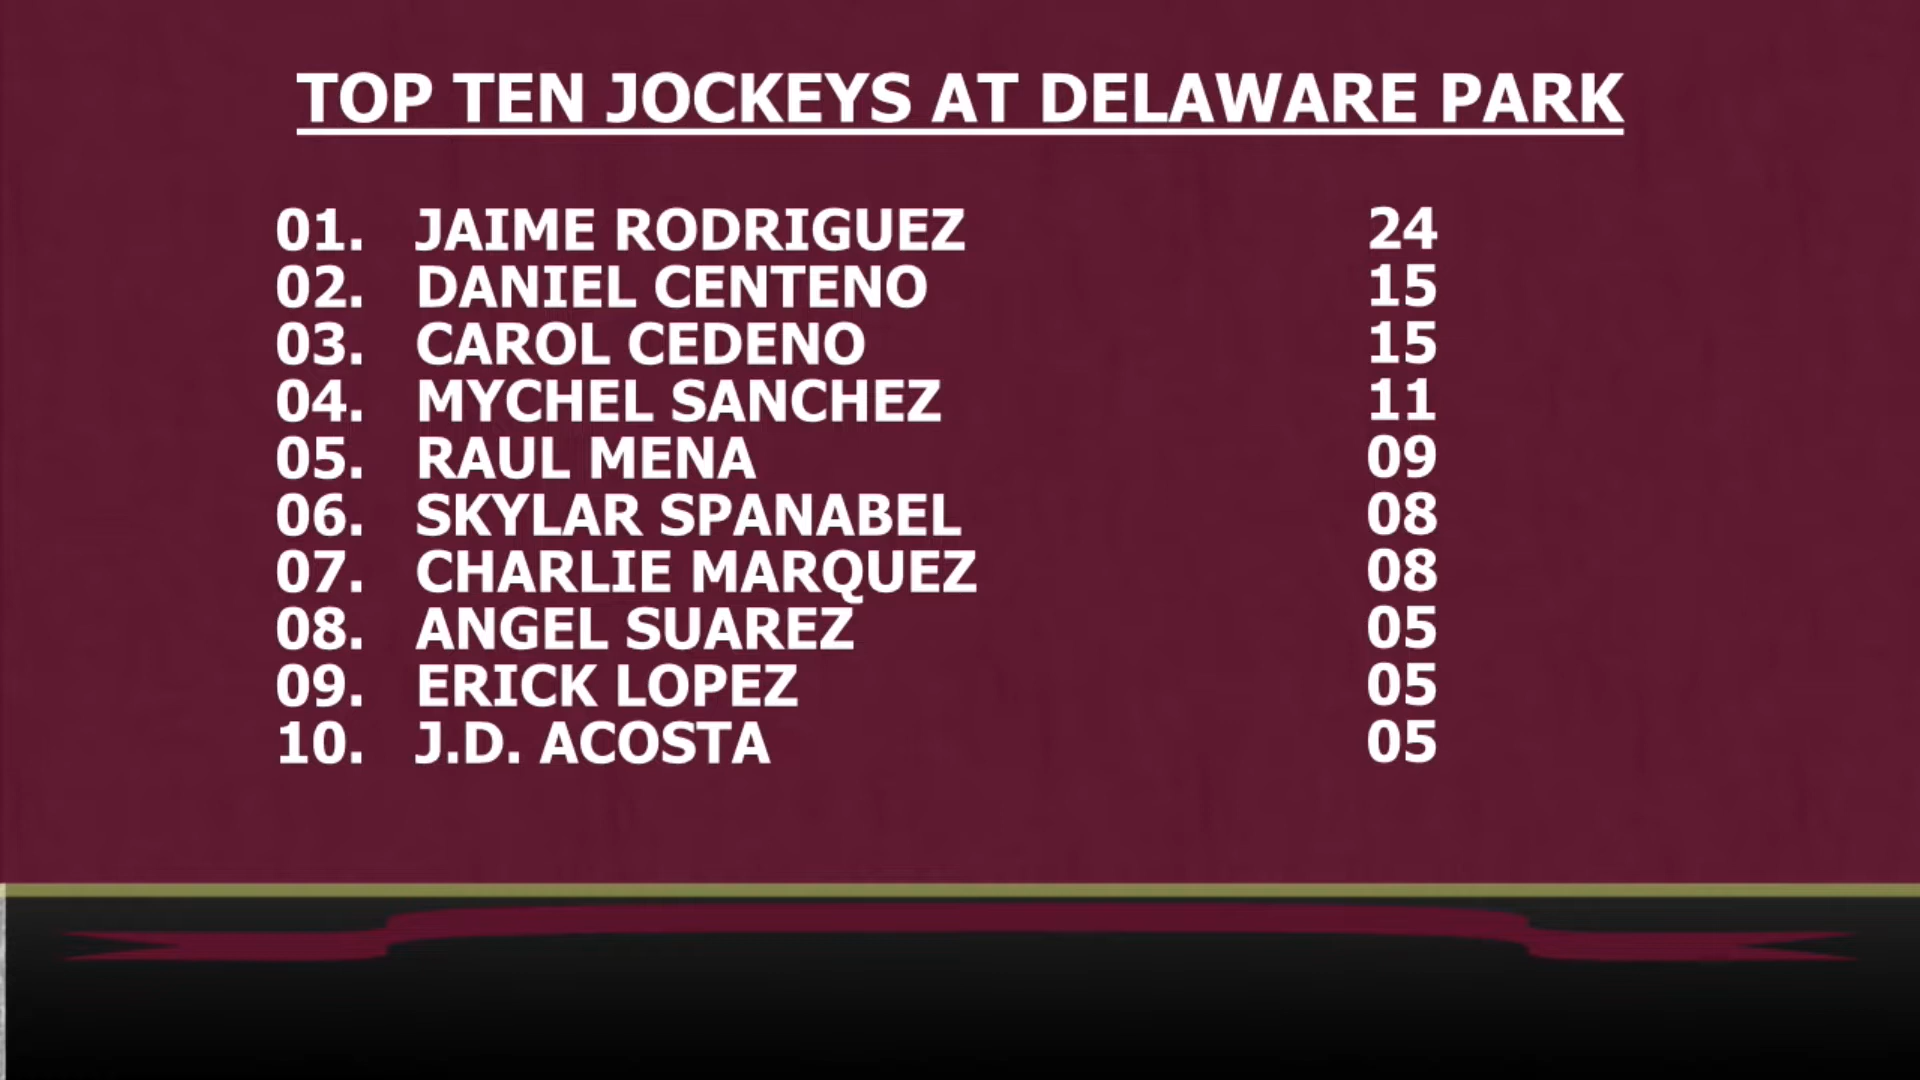 TOP TEN JOCKEYS AT DELAWARE PARK
01. JAIME RODRIGUEZ 24
02. DANIEL CENTENO 15
03. CAROL CEDENO 15
04. MYCHEL SANCHEZ 11
05. RAUL MENA 09
06. SKYLAR SPANABEL 08
07. CHARLIE MARQUEZ 08
08. ANGEL SUAREZ 05
09. ERICK LOPEZ 05
10. J.D. ACOSTA 05